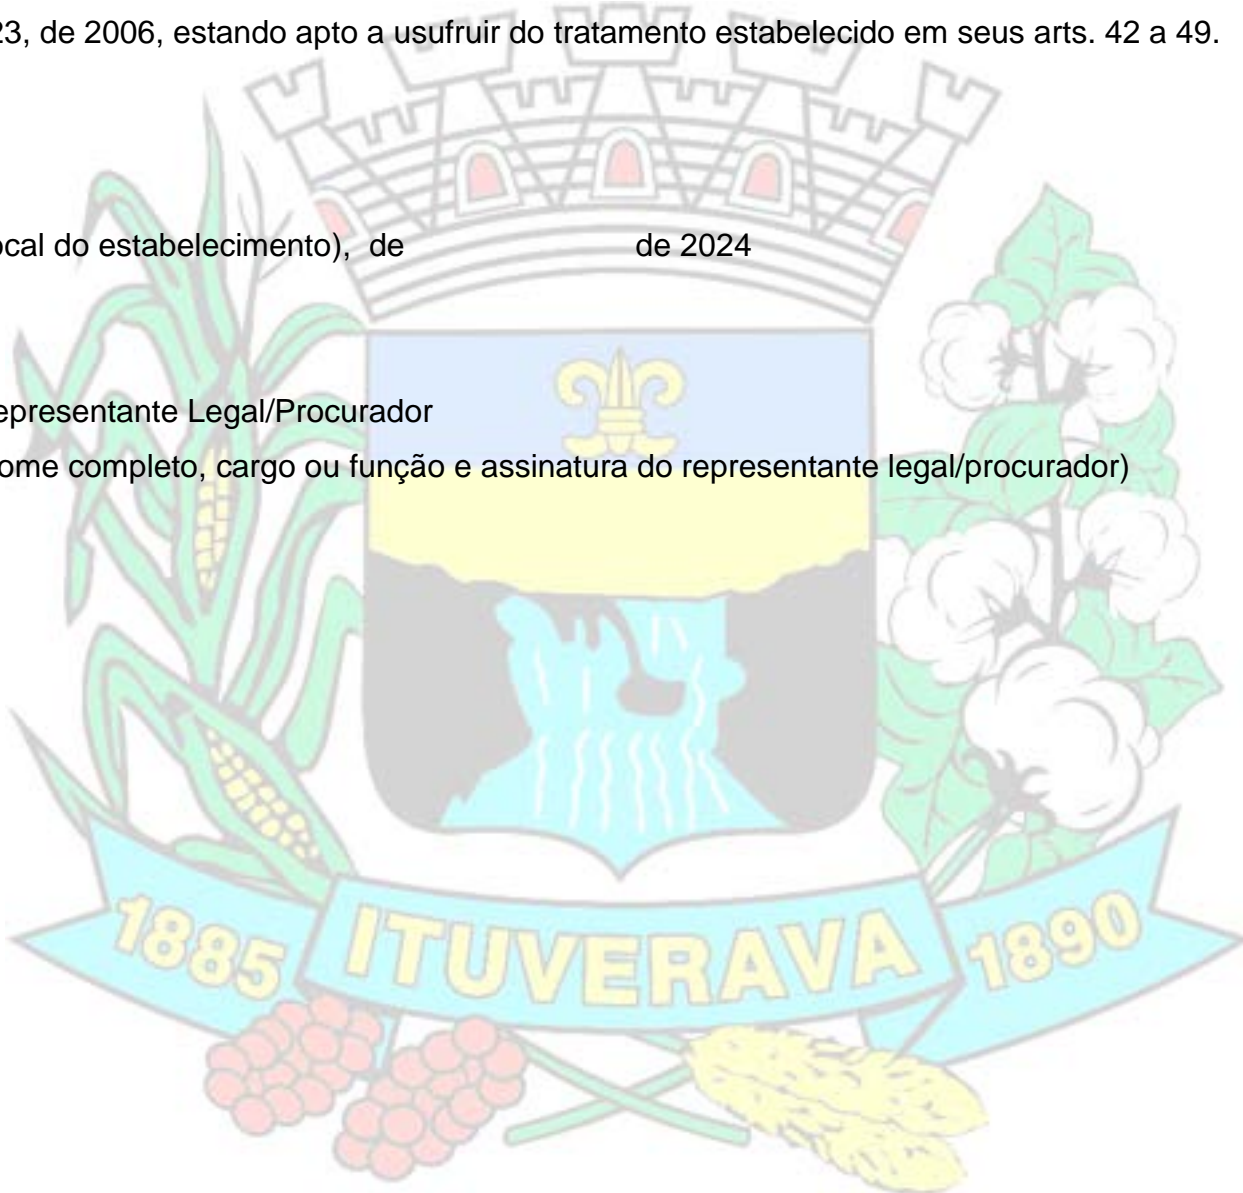 23, de 2006, estando apto a usufruir do tratamento estabelecido em seus arts. 42 a 49.
ocal do estabelecimento), de de 2024
epresentante Legal/Procurador
ome completo, cargo ou função e assinatura do representante legal/procurador)
1885 ITUVERAVA 1890